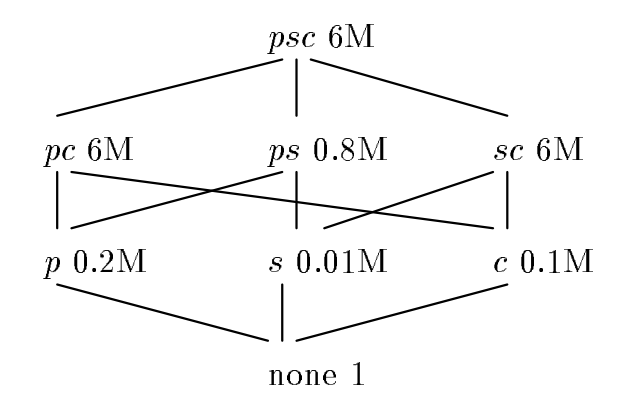 psc 6M
pc 6M ps 0.8M sc 6M
p 0.2M s 0.01M c 0.1M
none 1